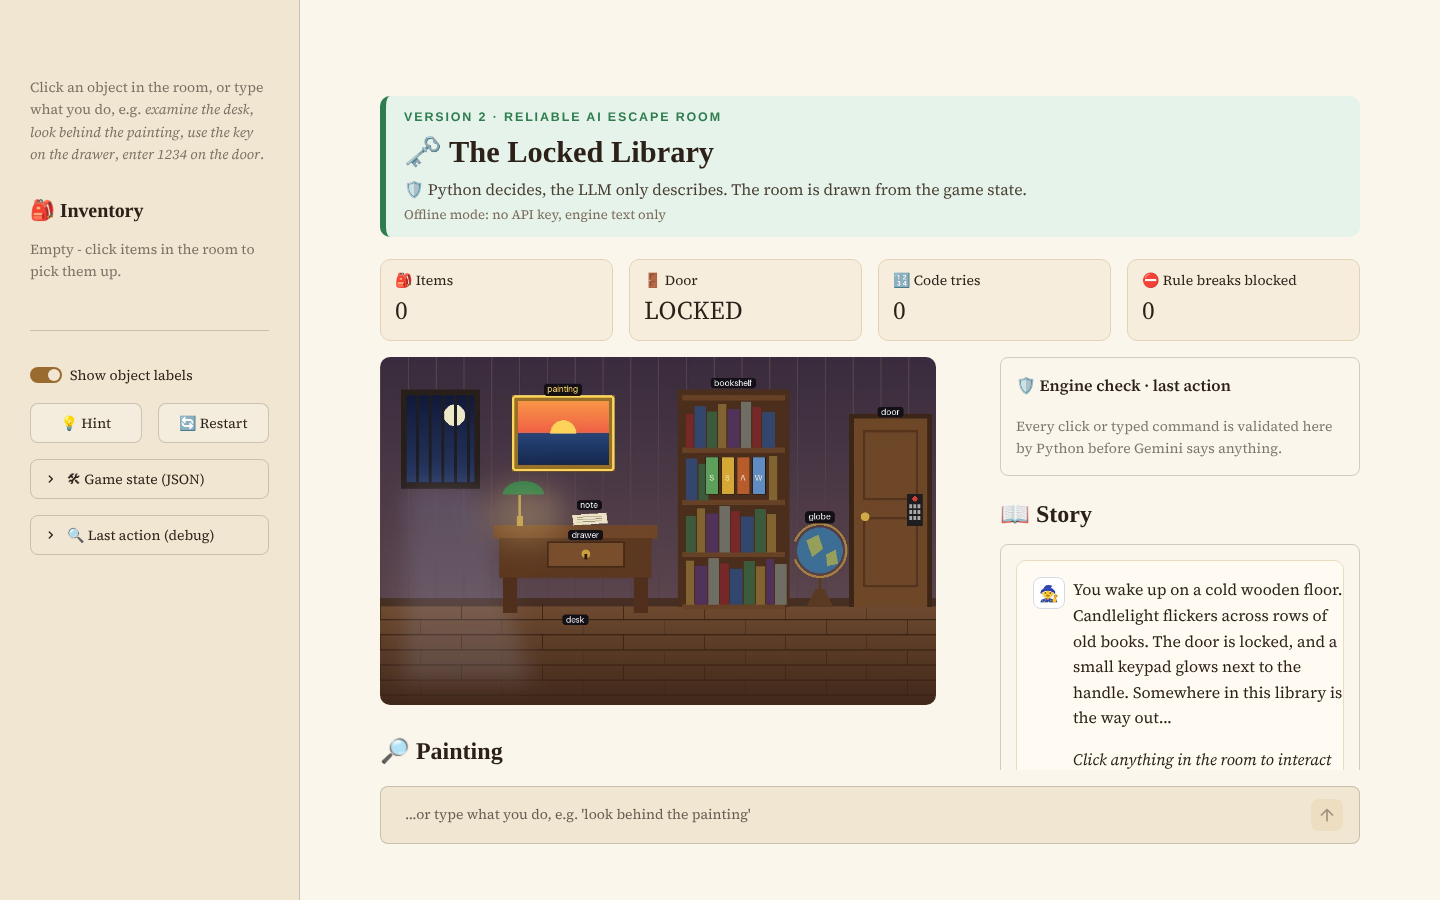 Click an object in the room, or type
what you do, e.g. examine the desk,
look behind the painting, use the key
on the drawer, enter 1234 on the door.
🎒 Inventory
Empty - click items in the room to
pick them up.
Show object labels
💡 Hint
🔄 Restart
🛠 Game state (JSON)
🔍 Last action (debug)
VERSION 2 · RELIABLE AI ESCAPE ROOM
🗝️ The Locked Library
🛡️ Python decides, the LLM only describes. The room is drawn from the game state.
Offline mode: no API key, engine text only
🎒 Items
0
🚪 Door
LOCKED
🔢 Code tries
0
⛔ Rule breaks blocked
0
painting
bookshelf
door
note
drawer
globe
desk
🔎 Painting
🛡️ Engine check · last action
Every click or typed command is validated here
by Python before Gemini says anything.
📖 Story
You wake up on a cold wooden floor.
Candlelight flickers across rows of
old books. The door is locked, and a
small keypad glows next to the
handle. Somewhere in this library is
the way out...
Click anything in the room to interact
...or type what you do, e.g. 'look behind the painting'